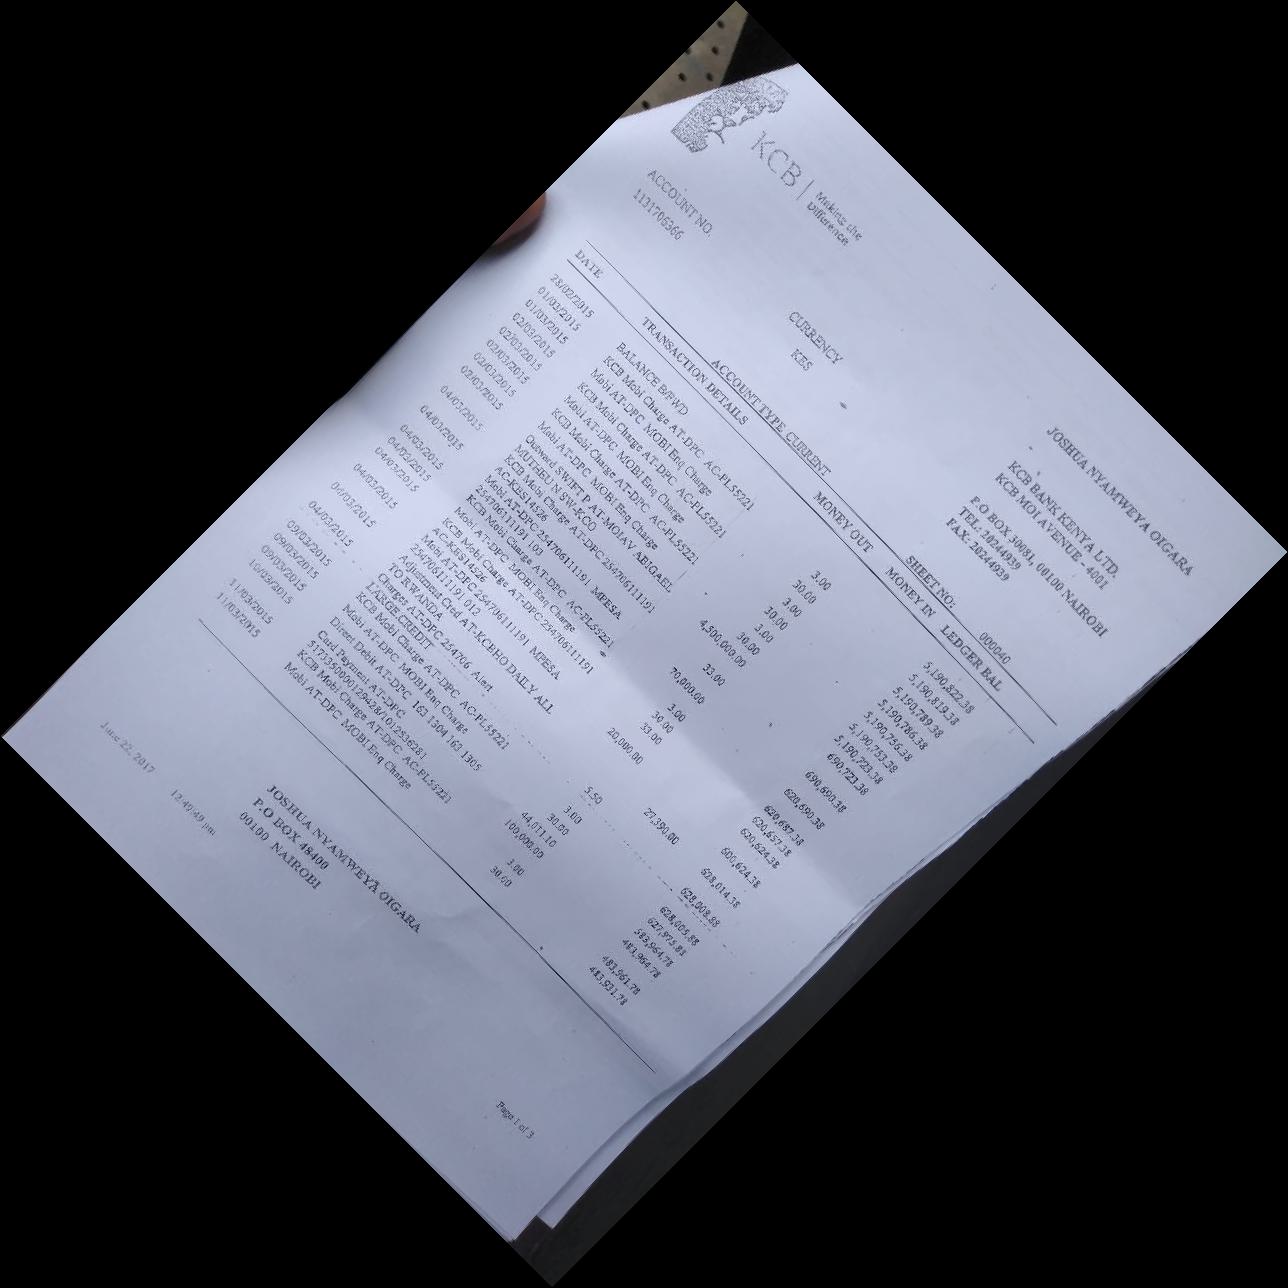 KCB
Making the
Difference.
JOSHUA NYAMWEYA OIGARA
KCB BANK KENYA LTD.
KCB MOI AVENUE - 4001
P.O BOX 30081, 00100 NAIROBI
TEL: 20244939
FAX: 20244939
ACCOUNT NO. CURRENCY SHEET NO: 000040
1131706366 KES
ACCOUNT TYPE CURRENT
DATE TRANSACTION DETAILS MONEY OUT MONEY IN LEDGER BAL
28/02/2015 BALANCE B/FWD 5,190,822.38
01/03/2015 KCB Mobi Charge AT-DPC AC-FL55221 3.00 5,190,819.38
01/03/2015 Mobi AT-DPC MOBI Enq Charge 30.00 5,190,789.38
02/03/2015 KCB Mobi Charge AT-DPC AC-FL55221 3.00 5,190,786.38
02/03/2015 Mobi AT-DPC MOBI Enq Charge 30.00 5,190,756.38
02/03/2015 KCB Mobi Charge AT-DPC AC-FL55221 3.00 5,190,753.38
02/03/2015 Mobi AT-DPC MOBI Enq Charge 30.00 5,190,723.38
02/03/2015 Outward SWIFT P AT-MOIAV ABIGAEL 4,500,000.00 690,723.38
04/03/2015 KCB Mobi Charge AT-DPC 254706111191 33.00 690,690.38
AC-KBS14526
04/03/2015 Mobi AT-DPC 254706111191 MPESA 70,000.00 620,690.38
254706111191
04/03/2015 KCB Mobi Charge AT-DPC AC-FL55221 3.00 620,687.38
04/03/2015 Mobi AT-DPC MOBI Enq Charge 30.00 620,657.38
04/03/2015 KCB Mobi Charge AT-DPC 254706111191 33.00 620,624.38
04/03/2015 Mobi AT-DPC 254706111191 MPESA 20,000.00 600,624.38
254706111191 012
04/03/2015 Adjustment Cred AT-KCBHO DAILY ALL 27,390.00 628,014.38
TO RWANDA
04/03/2015 Charges AT-DPC 254706 Alert 5.50 628,008.88
LARGE.CREDIT
09/03/2015 KCB Mobi Charge AT-DPC AC-FL55221 3.00 628,005.88
09/03/2015 Mobi AT-DPC MOBI Enq Charge 30.00 627,975.88
09/03/2015 Direct Debit AT-DPC 163 1304 163 1305 44,011.10 583,964.78
10/03/2015 Card Payment AT-DPC 100,000.00 483,964.78
11/03/2015 KCB Mobi Charge AT-DPC AC-FL55221 3.00 483,961.78
11/03/2015 Mobi AT-DPC MOBI Enq Charge 30.00 483,931.78
JOSHUA NYAMWEYA OIGARA
P.O BOX 48400
00100 NAIROBI
June 22, 2017 12:40:49 pm Page 1 of 3